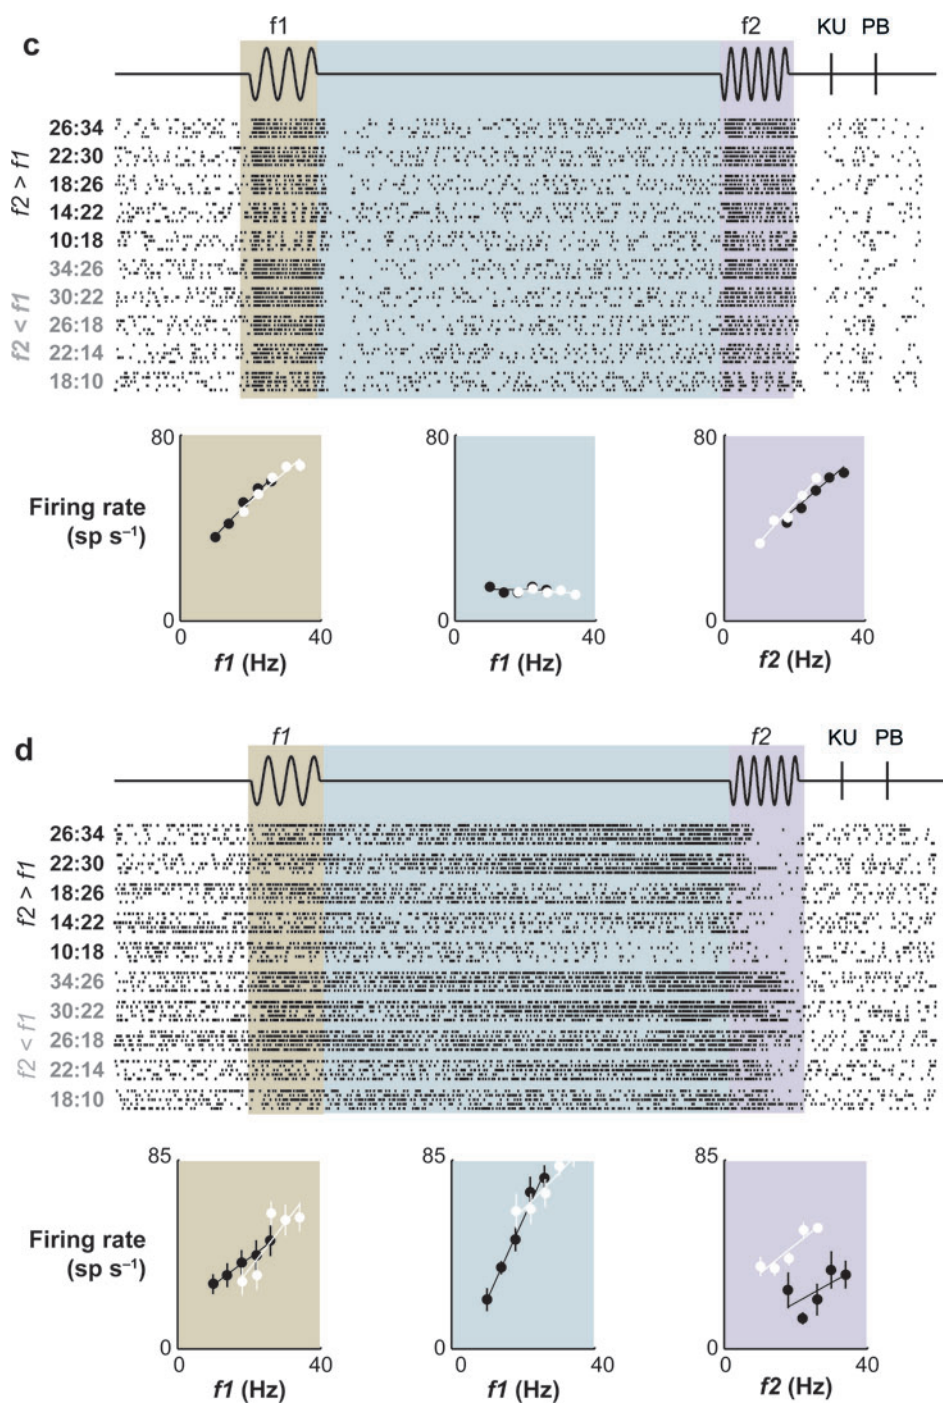 c
f1 f2 KU PB
f2 > f1
26:34
22:30
18:26
14:22
10:18
f2 < f1
34:26
30:22
26:18
22:14
18:10
Firing rate
(sp s⁻¹)
80
0
0 40
f1 (Hz)
80
0
0 40
f1 (Hz)
80
0
0 40
f2 (Hz)
d
f1 f2 KU PB
f2 > f1
26:34
22:30
18:26
14:22
10:18
f2 < f1
34:26
30:22
26:18
22:14
18:10
Firing rate
(sp s⁻¹)
85
0
0 40
f1 (Hz)
85
0
0 40
f1 (Hz)
85
0
0 40
f2 (Hz)